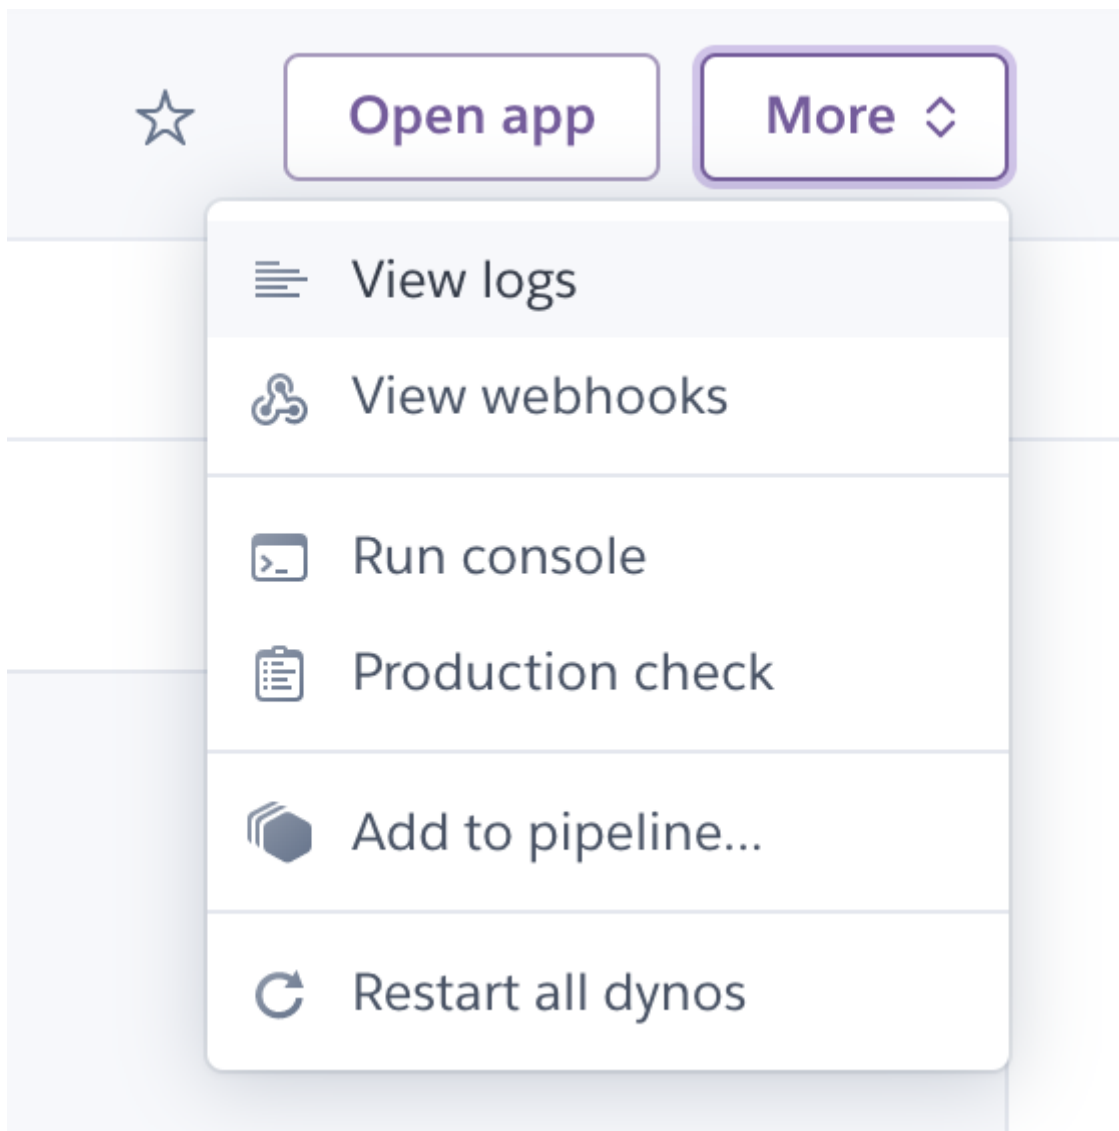 Open app
More
View logs
View webhooks
Run console
Production check
Add to pipeline...
Restart all dynos